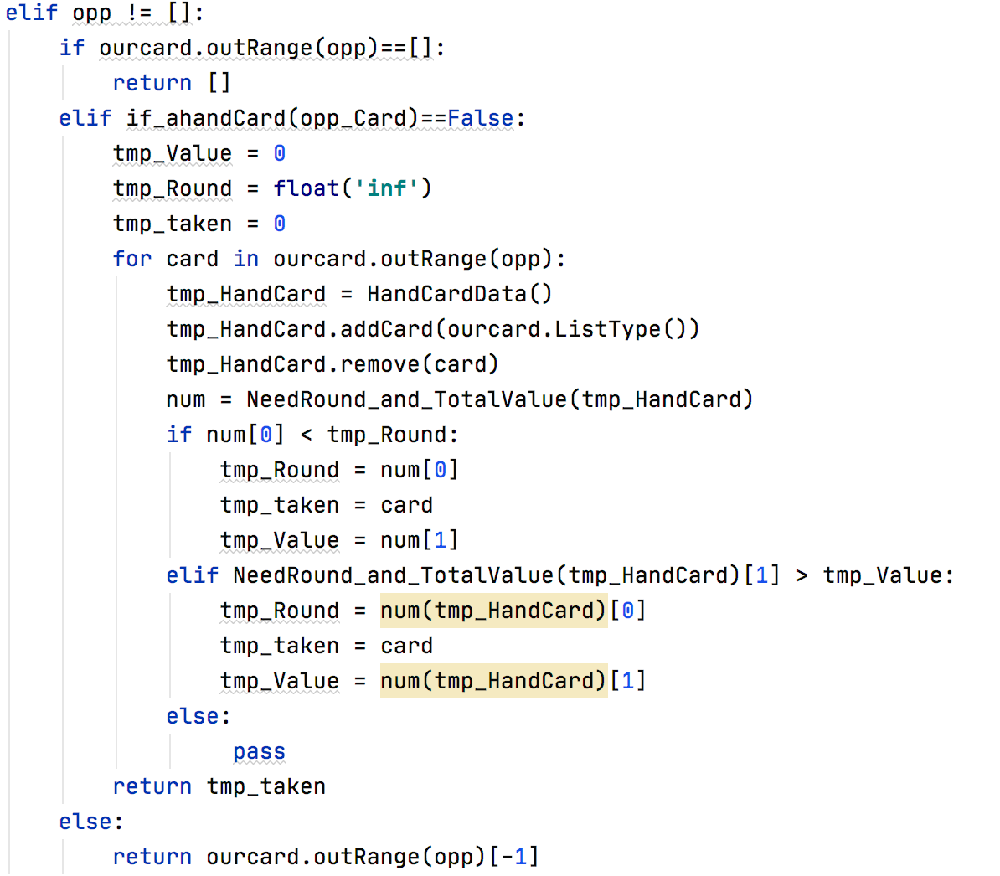 elif opp != []:
    if ourcard.outRange(opp)==[]:
        return []
    elif if_ahandCard(opp_Card)==False:
        tmp_Value = 0
        tmp_Round = float('inf')
        tmp_taken = 0
        for card in ourcard.outRange(opp):
            tmp_HandCard = HandCardData()
            tmp_HandCard.addCard(ourcard.ListType())
            tmp_HandCard.remove(card)
            num = NeedRound_and_TotalValue(tmp_HandCard)
            if num[0] < tmp_Round:
                tmp_Round = num[0]
                tmp_taken = card
                tmp_Value = num[1]
            elif NeedRound_and_TotalValue(tmp_HandCard)[1] > tmp_Value:
                tmp_Round = num(tmp_HandCard)[0]
                tmp_taken = card
                tmp_Value = num(tmp_HandCard)[1]
            else:
                 pass
        return tmp_taken
    else:
        return ourcard.outRange(opp)[-1]